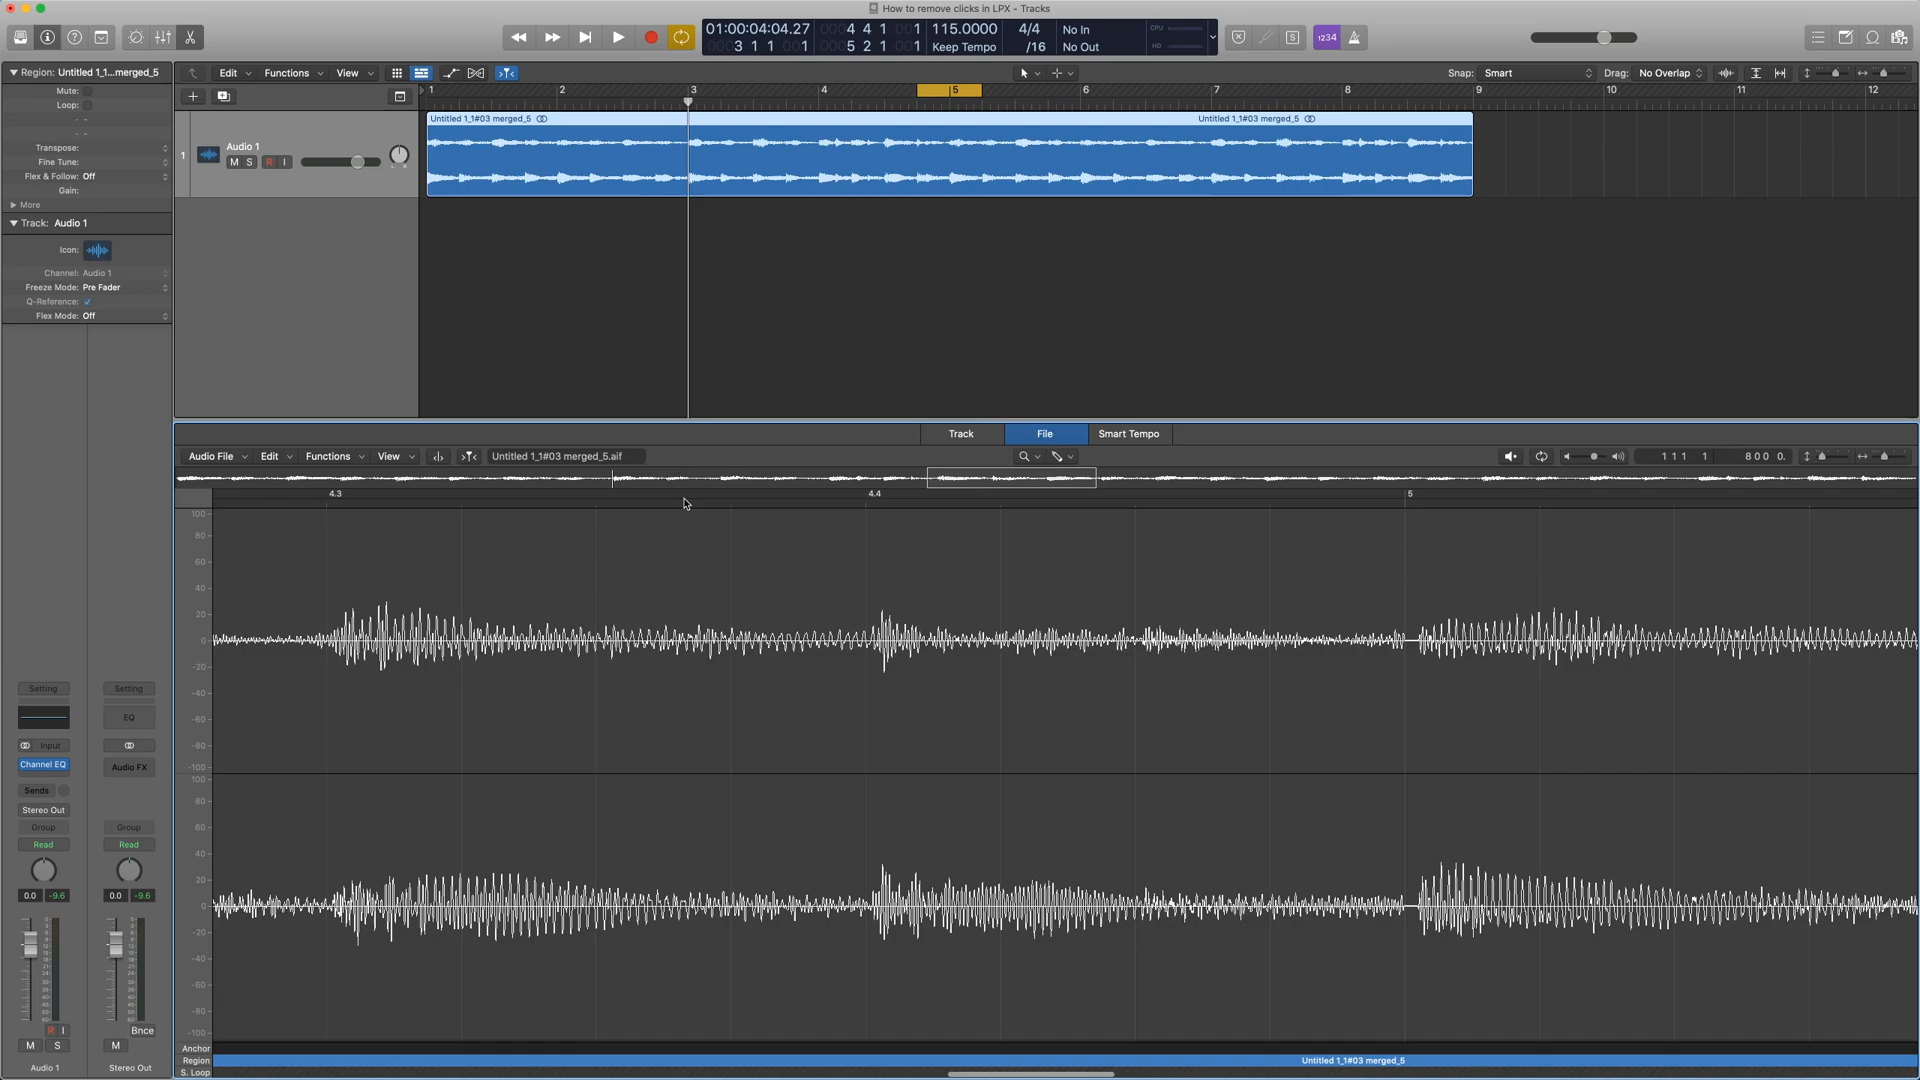 How to remove clicks in LPX - Tracks
01:00:04:04.27
4 4 1 1
115.0000
4/4
No In
CPU
3 1 1 001
5 2 1 001
Keep Tempo
/16
No Out
HD
S
1234
Region: Untitled 1_1...merged_5
Edit
Functions
View
Snap: Smart
Drag: No Overlap
Mute:
Loop:
1 2 3 4 5 6 7 8 9 10 11 12
Untitled 1_1#03 merged_5
Untitled 1_1#03 merged_5
1
Audio 1
M S R I
Transpose:
Fine Tune:
Flex & Follow: Off
Gain:
More
Track: Audio 1
Icon:
Channel: Audio 1
Freeze Mode: Pre Fader
Q-Reference:
Flex Mode: Off
Track
File
Smart Tempo
Audio File
Edit
Functions
View
Untitled 1_1#03 merged_5.aif
1 1 1 1
800 0.
4.3
4.4
5
100
80
60
40
20
0
-20
-40
-60
-80
-100
100
80
60
40
20
0
-20
-40
-60
-80
-100
Setting
Setting
EQ
Input
Channel EQ
Audio FX
Sends
Stereo Out
Group
Group
Read
Read
0.0
-9.6
0.0
-9.6
R I
Bnce
M S
M
Audio 1
Stereo Out
Anchor
Region
Untitled 1_1#03 merged_5
S. Loop